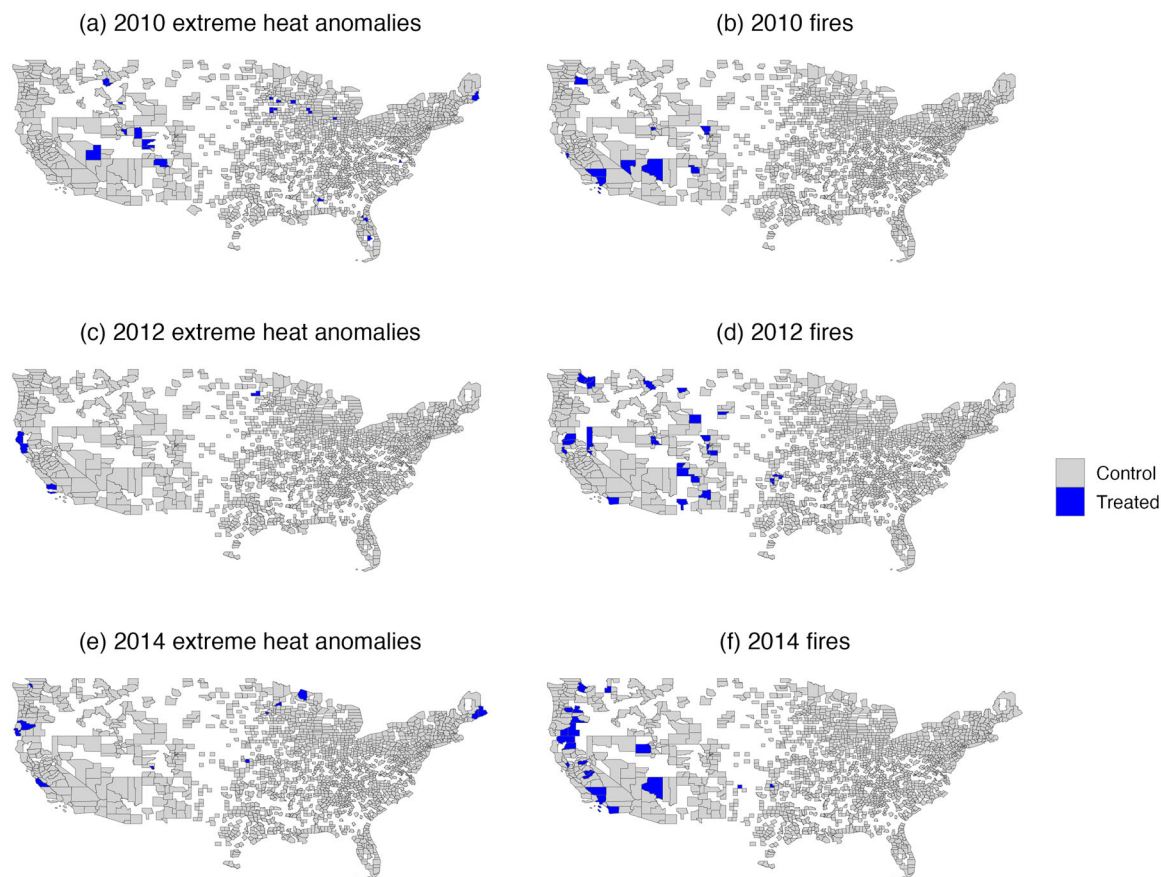 (a) 2010 extreme heat anomalies
(b) 2010 fires
(c) 2012 extreme heat anomalies
(d) 2012 fires
Control
Treated
(e) 2014 extreme heat anomalies
(f) 2014 fires